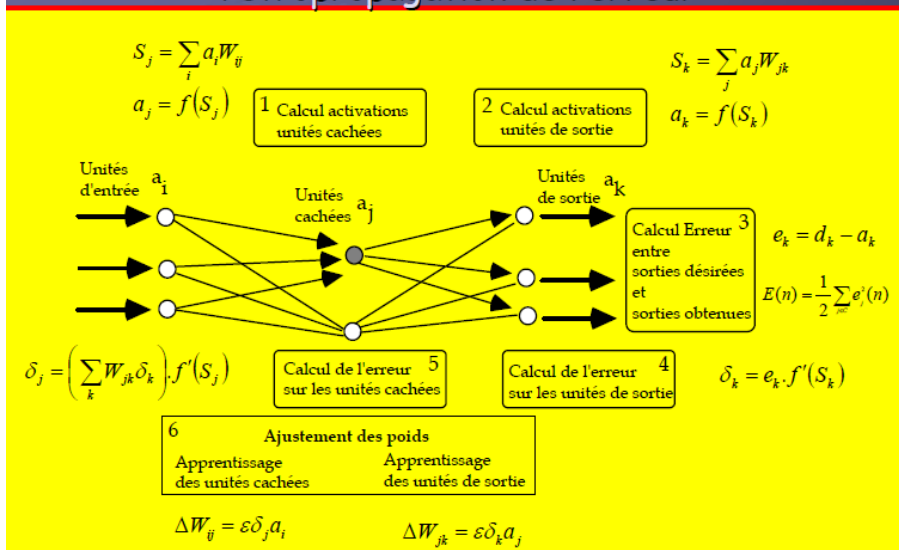 S_j = ∑_i a_i W_ij
a_j = f(S_j)
S_k = ∑_j a_j W_jk
a_k = f(S_k)
1 Calcul activations
unités cachées
2 Calcul activations
unités de sortie
Unités
d'entrée a_i
Unités
cachées a_j
Unités
de sortie a_k
Calcul Erreur 3
entre
sorties désirées
et
sorties obtenues
e_k = d_k − a_k
E(n) = 1/2 ∑ e_j²(n)
δ_j = (∑_k W_jk δ_k).f'(S_j)
Calcul de l'erreur 5
sur les unités cachées
Calcul de l'erreur 4
sur les unités de sortie
δ_k = e_k.f'(S_k)
6 Ajustement des poids
Apprentissage
des unités cachées
Apprentissage
des unités de sortie
ΔW_ij = εδ_j a_i
ΔW_jk = εδ_k a_j